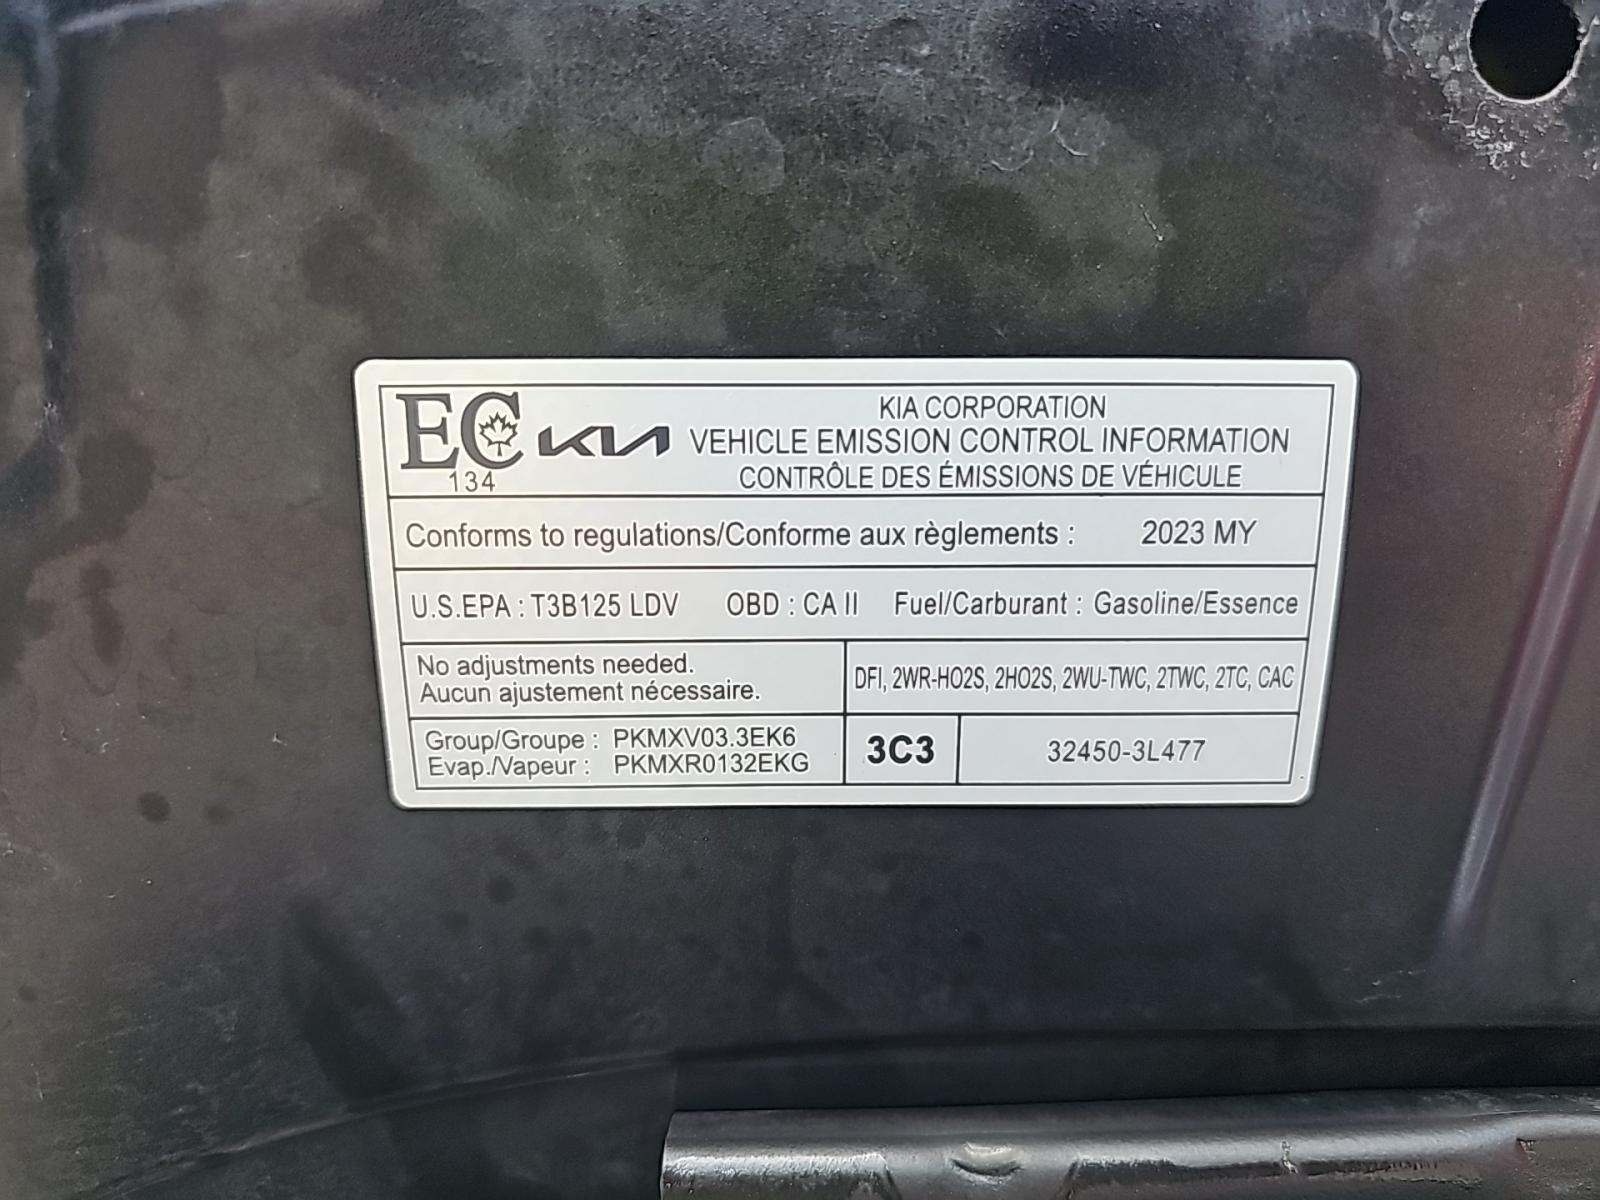 EC KIA
134
KIA CORPORATION
VEHICLE EMISSION CONTROL INFORMATION
CONTRÔLE DES ÉMISSIONS DE VÉHICULE
Conforms to regulations/Conforme aux règlements : 2023 MY
U.S.EPA : T3B125 LDV OBD : CA II Fuel/Carburant : Gasoline/Essence
No adjustments needed.
Aucun ajustement nécessaire.
DFI, 2WR-HO2S, 2HO2S, 2WU-TWC, 2TWC, 2TC, CAC
Group/Groupe : PKMXV03.3EK6
Evap./Vapeur : PKMXR0132EKG
3C3
32450-3L477